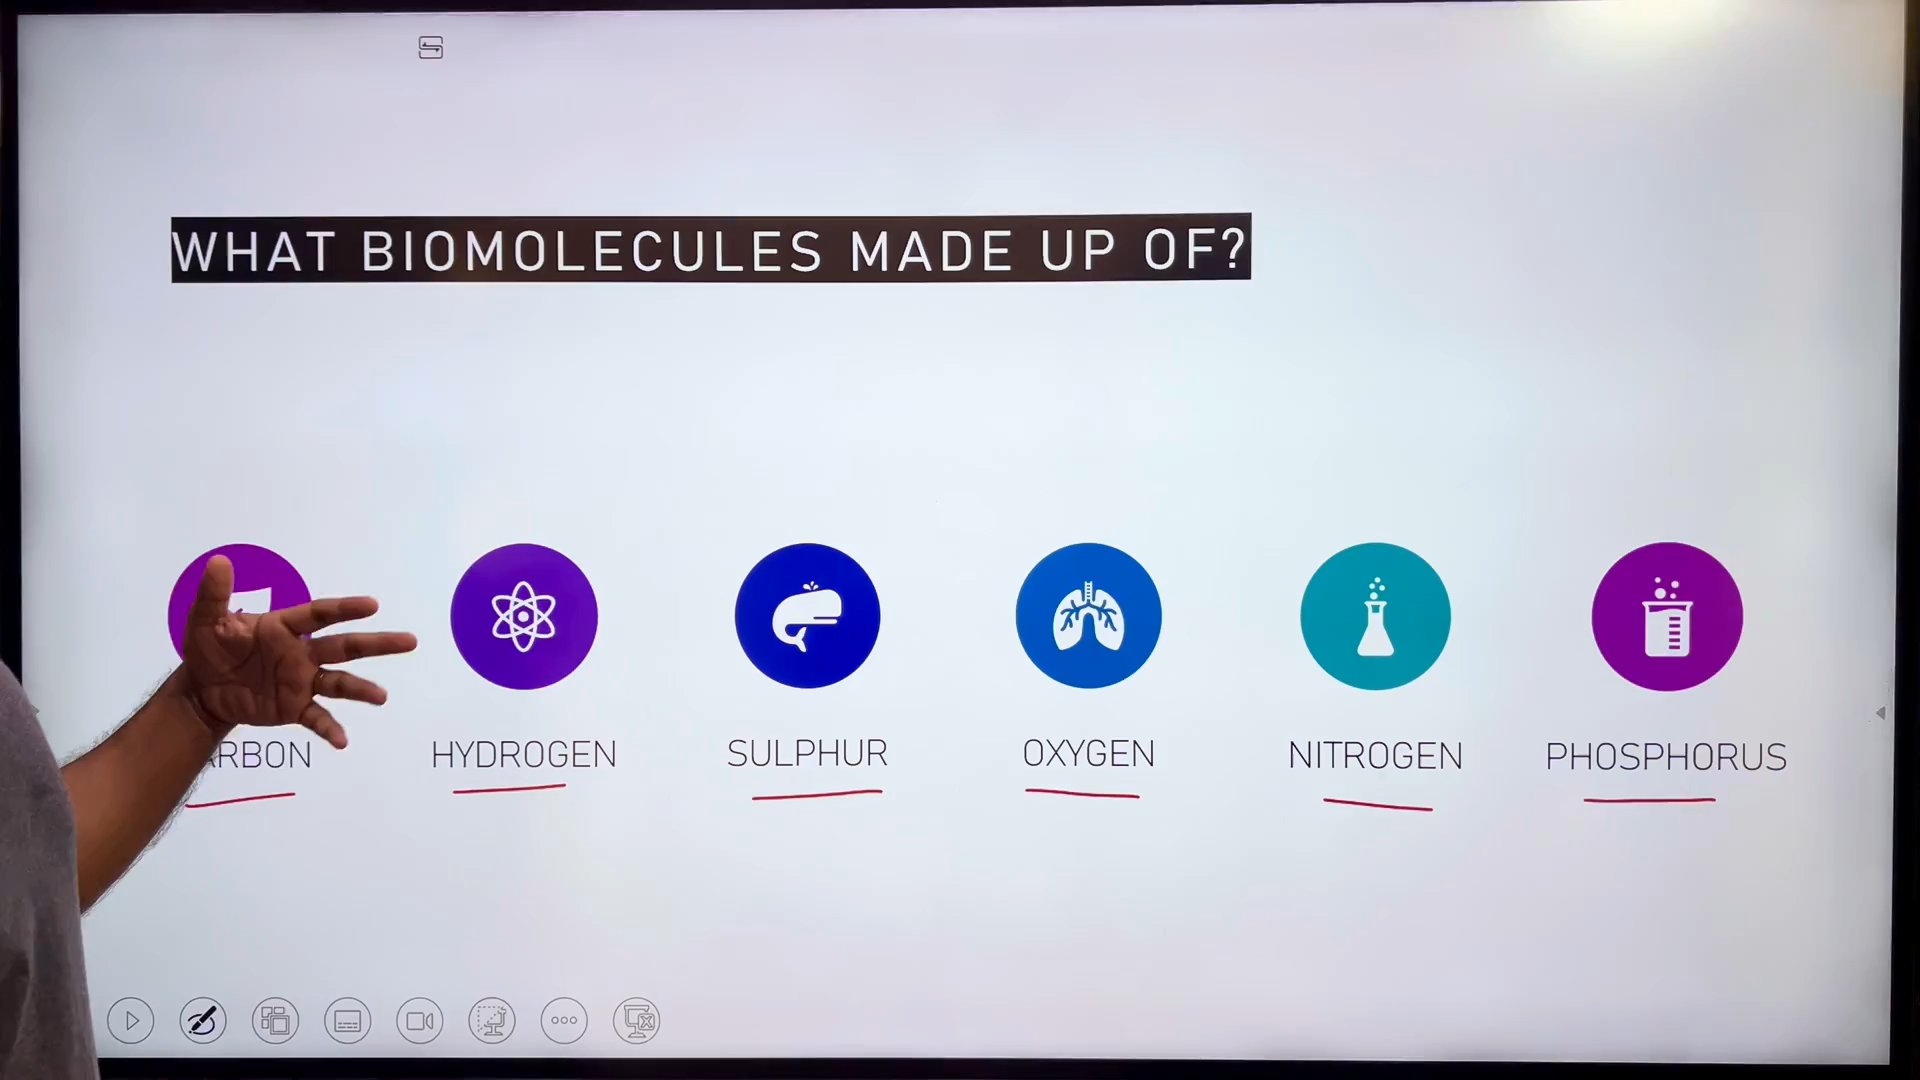 WHAT BIOMOLECULES MADE UP OF?
RBON HYDROGEN SULPHUR OXYGEN NITROGEN PHOSPHORUS